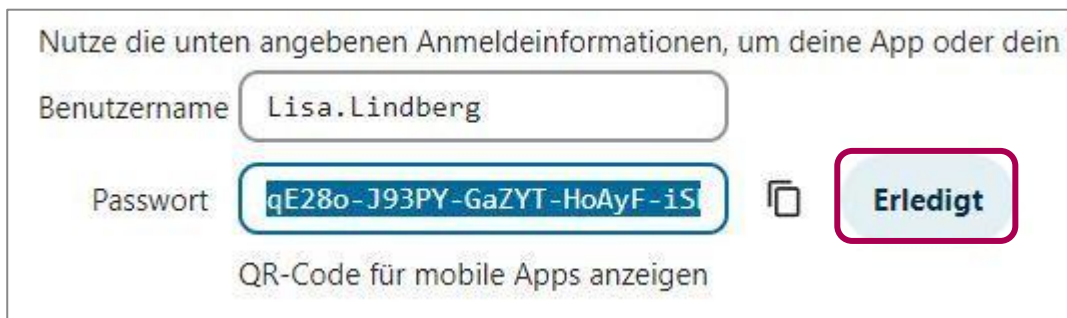 Nutze die unten angebenen Anmeldeinformationen, um deine App oder dein
Benutzername Lisa.Lindberg
Passwort qE28o-J93PY-GaZYT-HoAyF-iS Erledigt
QR-Code für mobile Apps anzeigen